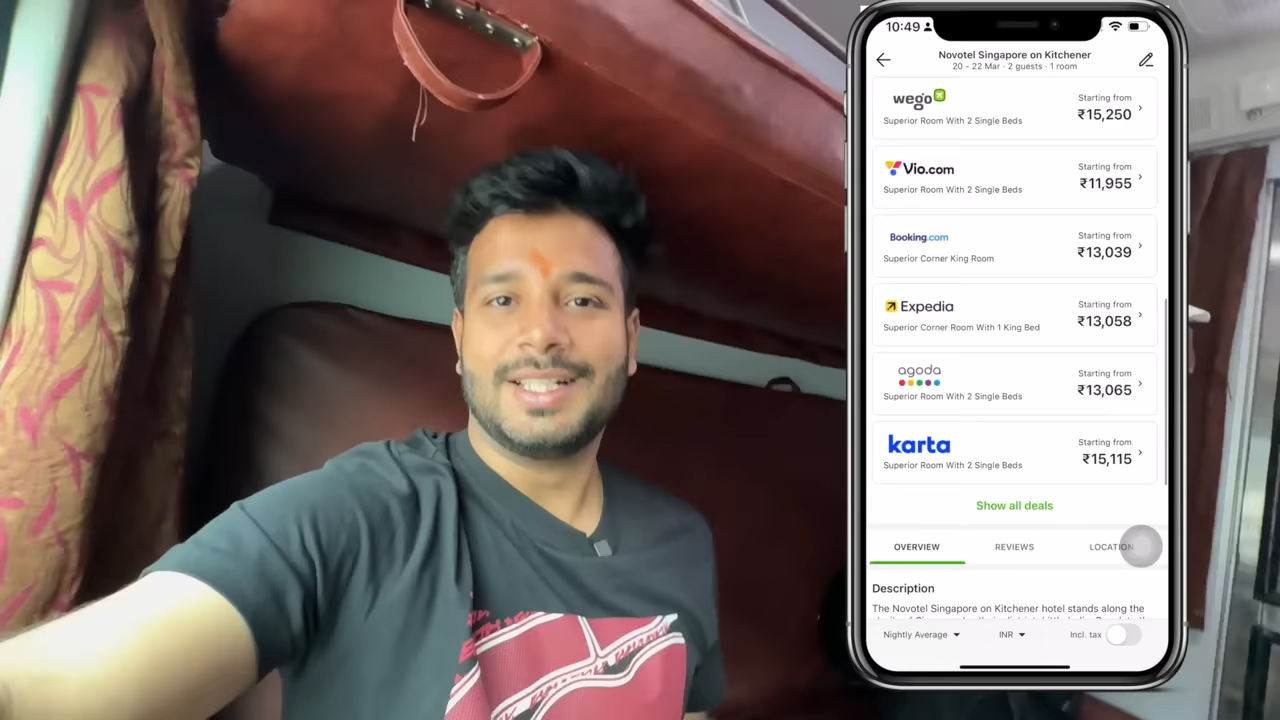 10:49
Novotel Singapore on Kitchener
20 - 22 Mar · 2 guests · 1 room
wego
Starting from
₹15,250
Superior Room With 2 Single Beds
Vio.com
Starting from
₹11,955
Superior Room With 2 Single Beds
Booking.com
Starting from
₹13,039
Superior Corner King Room
Expedia
Starting from
₹13,058
Superior Corner Room With 1 King Bed
agoda
Starting from
₹13,065
Superior Room With 2 Single Beds
karta
Starting from
₹15,115
Superior Room With 2 Single Beds
Show all deals
OVERVIEW REVIEWS LOCATION
Description
The Novotel Singapore on Kitchener hotel stands along the
Nightly Average INR Incl. tax